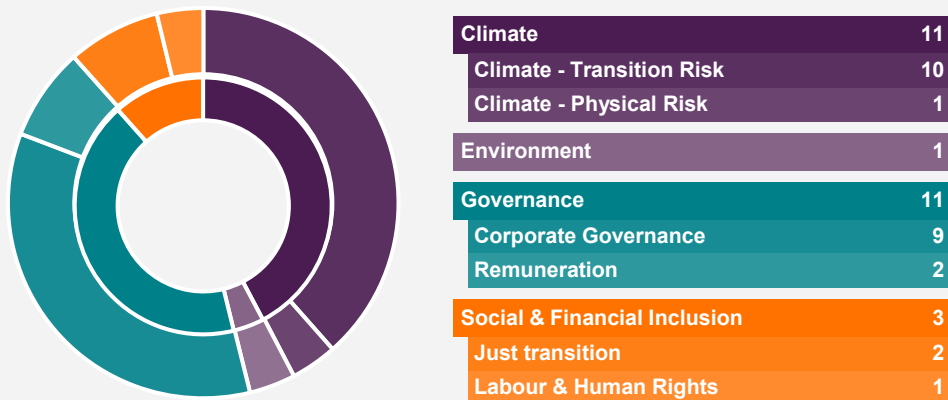 Climate 11
Climate - Transition Risk 10
Climate - Physical Risk 1
Environment 1
Governance 11
Corporate Governance 9
Remuneration 2
Social & Financial Inclusion 3
Just transition 2
Labour & Human Rights 1